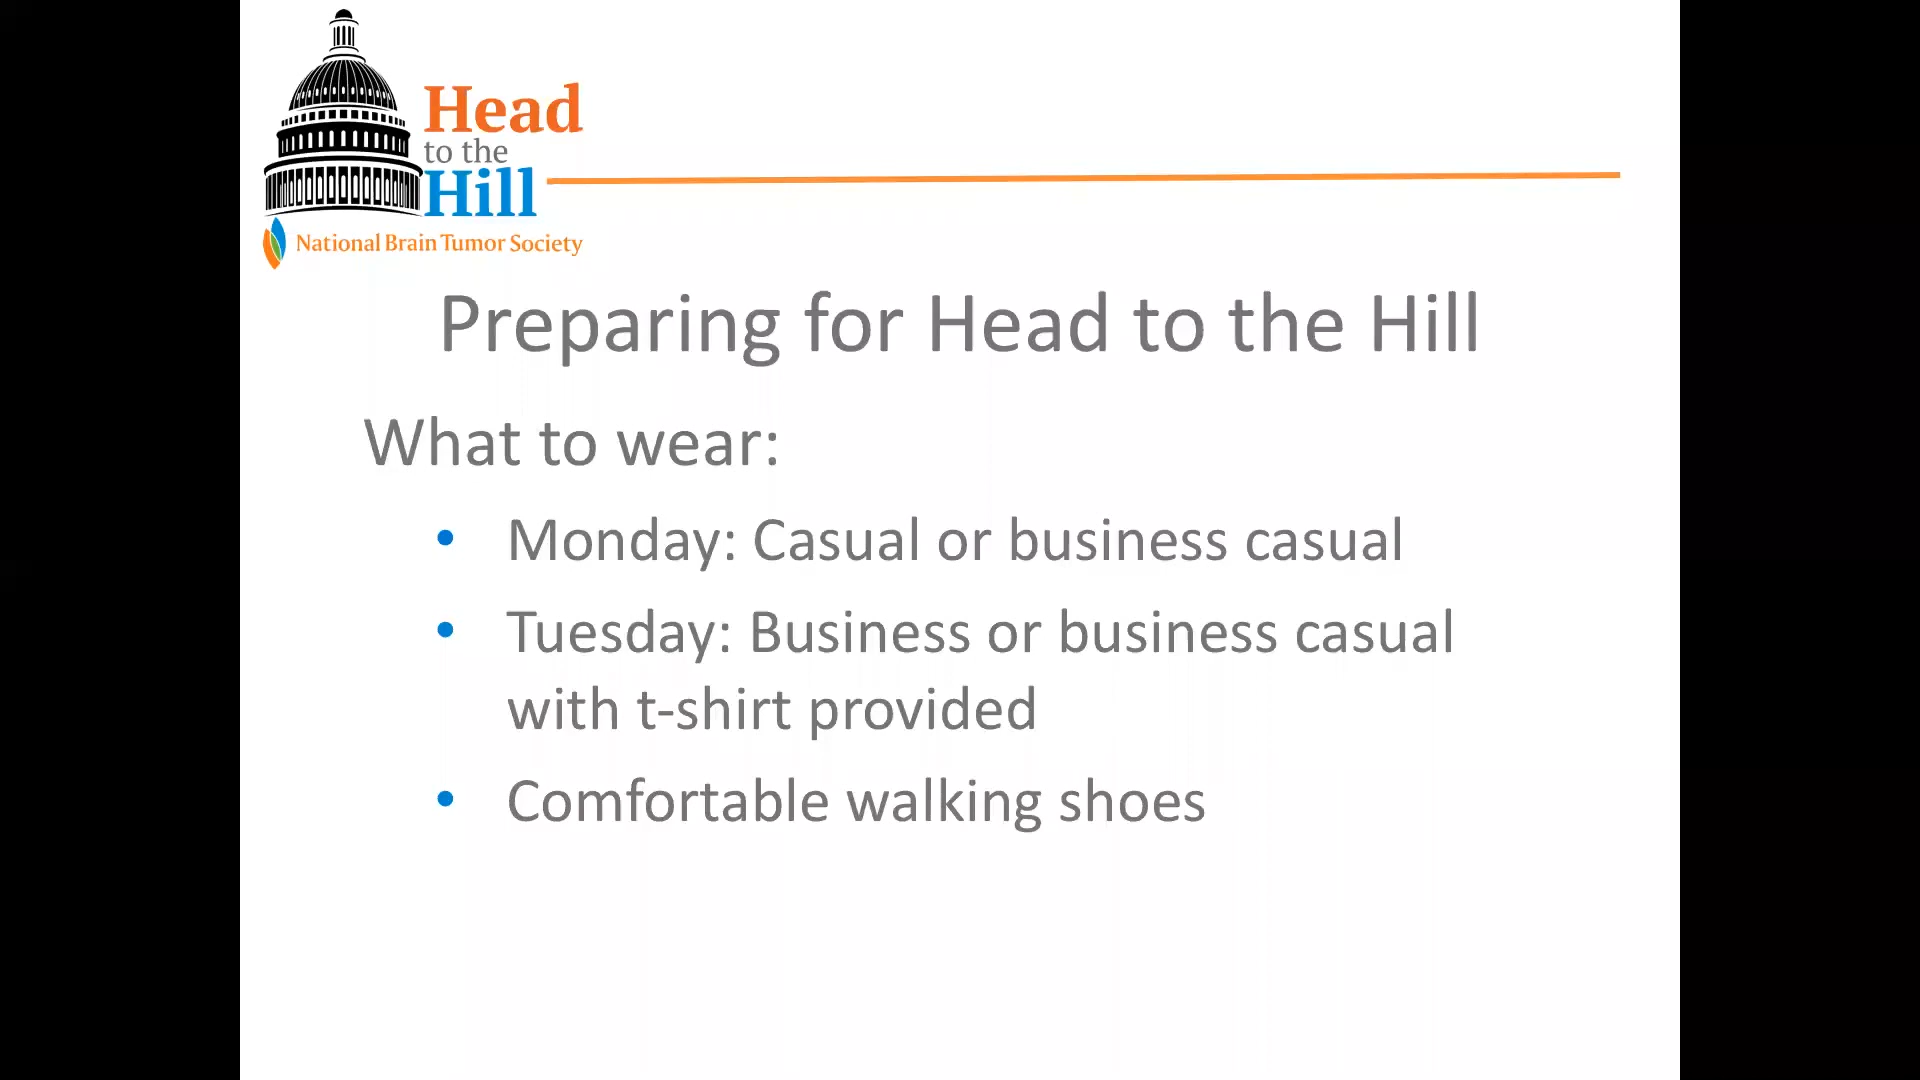 Head
to the
Hill
National Brain Tumor Society
Preparing for Head to the Hill
What to wear:
• Monday: Casual or business casual
• Tuesday: Business or business casual
with t-shirt provided
• Comfortable walking shoes